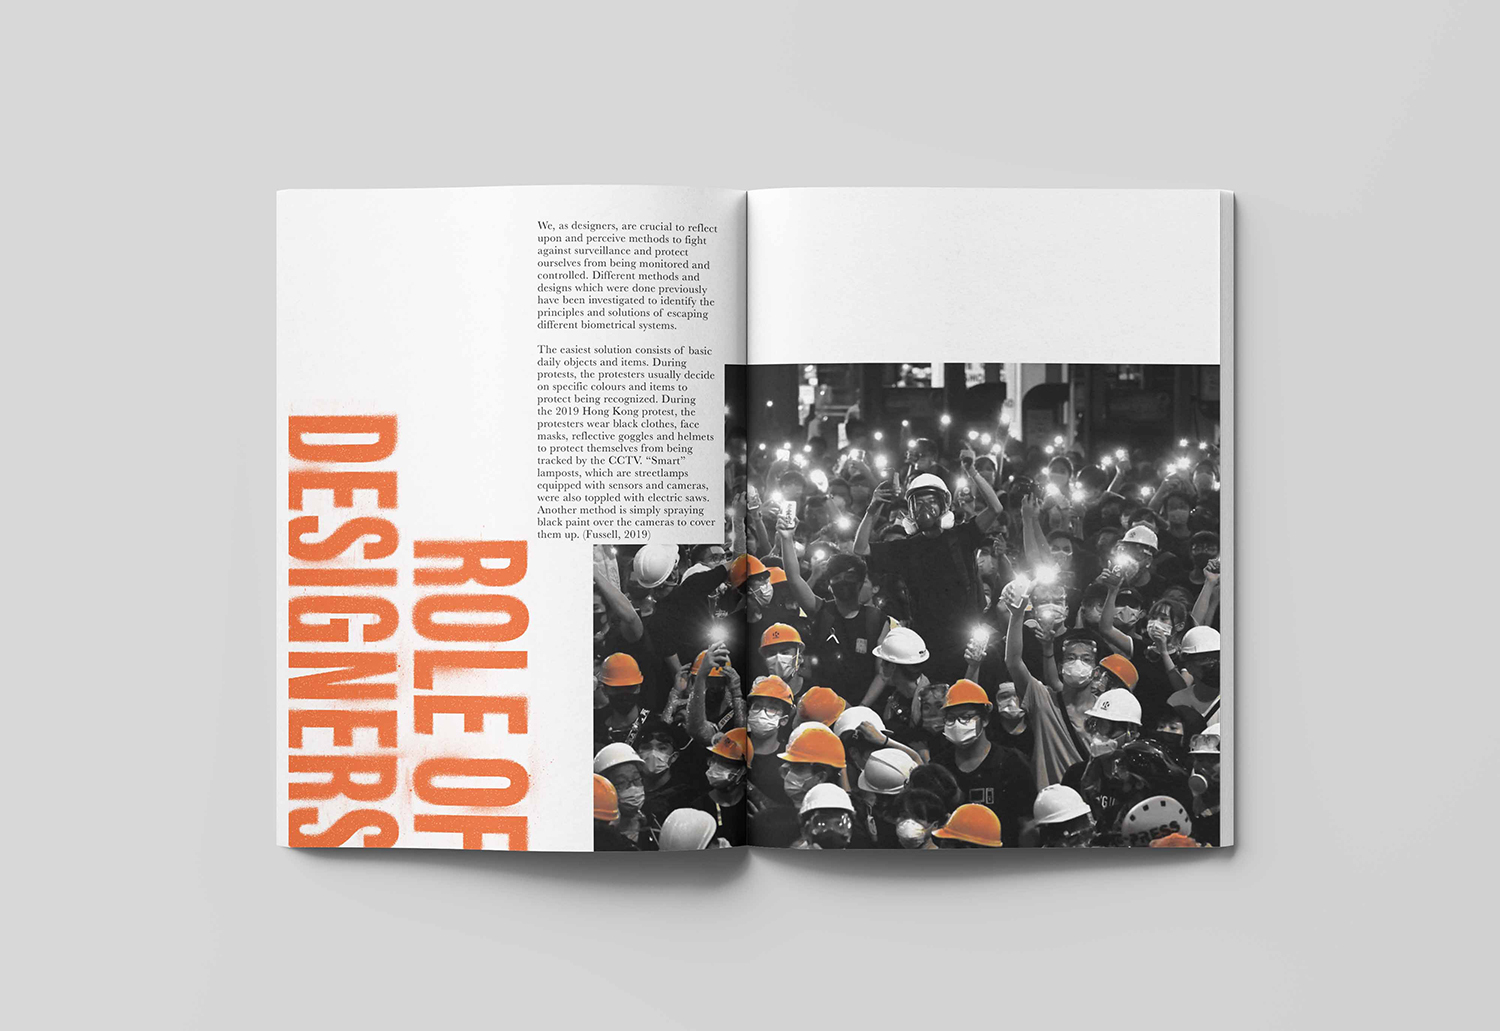 ROLE OF
DESIGNERS
We, as designers, are crucial to reflect
upon and perceive methods to fight
against surveillance and protect
ourselves from being monitored and
controlled. Different methods and
designs which were done previously
have been investigated to identify the
principles and solutions of escaping
different biometrical systems.
The easiest solution consists of basic
daily objects and items. During
protests, the protesters usually decide
on specific colours and items to
protect being recognized. During
the 2019 Hong Kong protest, the
protesters wear black clothes, face
masks, reflective goggles and helmets
to protect themselves from being
tracked by the CCTV. “Smart”
lamposts, which are streetlamps
equipped with sensors and cameras,
were also toppled with electric saws.
Another method is simply spraying
black paint over the cameras to cover
them up. (Fussell, 2019)
PRESS